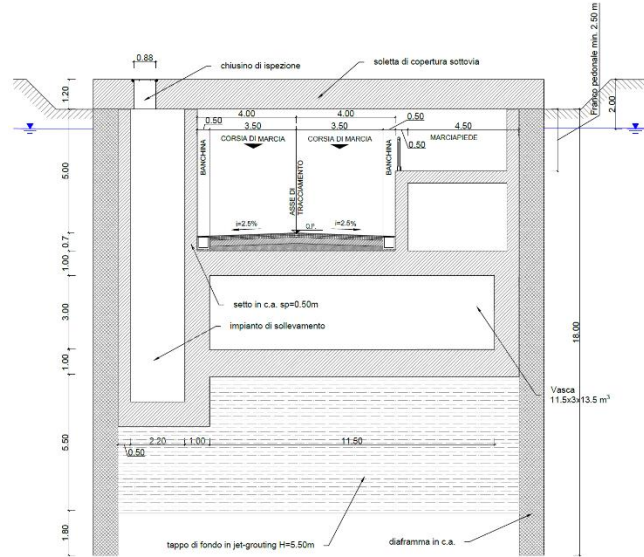 0.88
chiusino di ispezione
soletta di copertura sottovia
Franco pedonale min. 2.50 m
1.20
2.00
4.00
4.00
0.50
0.50
3.50
3.50
4.50
CORSIA DI MARCIA
CORSIA DI MARCIA
0.50
MARCIAPIEDE
BANCHINA
BANCHINA
ASSE DI
TRACCIAMENTO
5.00
i=2.5%
i=2.5%
0.7
1.00
setto in c.a. sp=0.50m
3.00
impianto di sollevamento
18.00
1.00
Vasca
11.5x3x13.5 m³
5.50
2.20
1.00
11.50
0.50
1.80
tappo di fondo in jet-grouting H=5.50m
diaframma in c.a.